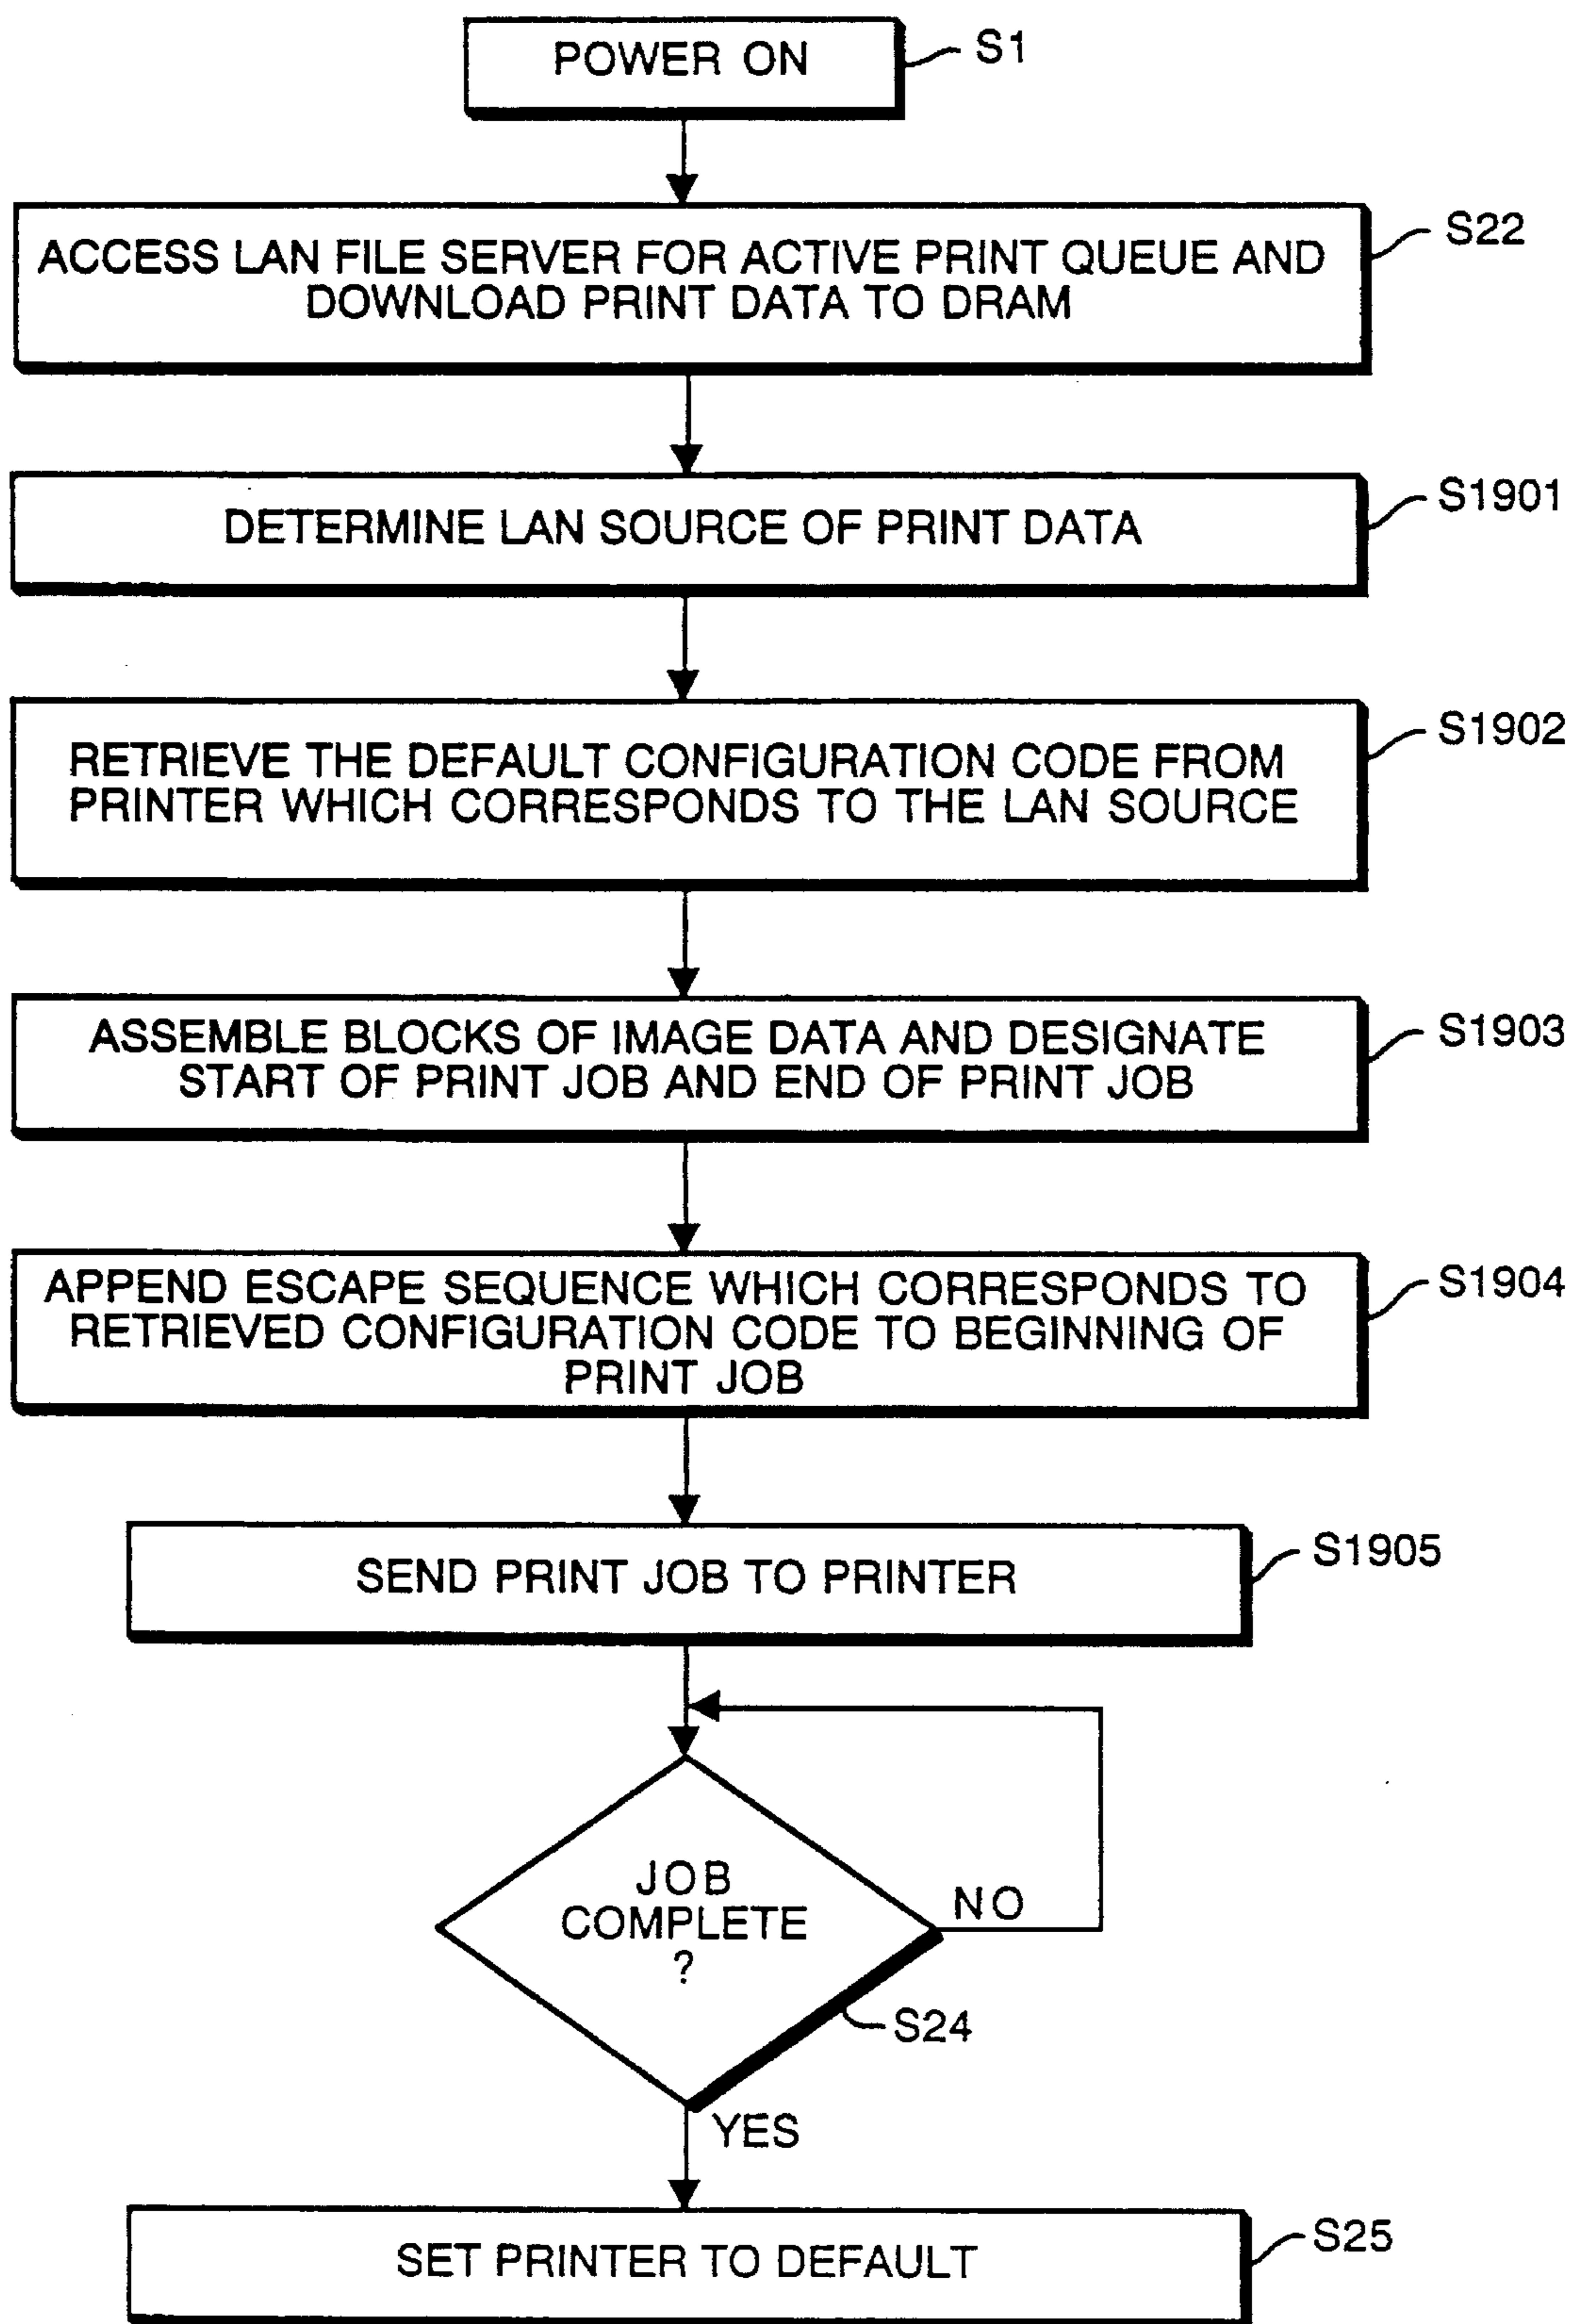 POWER ON
S1
ACCESS LAN FILE SERVER FOR ACTIVE PRINT QUEUE AND
DOWNLOAD PRINT DATA TO DRAM
S22
DETERMINE LAN SOURCE OF PRINT DATA
S1901
RETRIEVE THE DEFAULT CONFIGURATION CODE FROM
PRINTER WHICH CORRESPONDS TO THE LAN SOURCE
S1902
ASSEMBLE BLOCKS OF IMAGE DATA AND DESIGNATE
START OF PRINT JOB AND END OF PRINT JOB
S1903
APPEND ESCAPE SEQUENCE WHICH CORRESPONDS TO
RETRIEVED CONFIGURATION CODE TO BEGINNING OF
PRINT JOB
S1904
SEND PRINT JOB TO PRINTER
S1905
JOB
COMPLETE
?
NO
S24
YES
SET PRINTER TO DEFAULT
S25